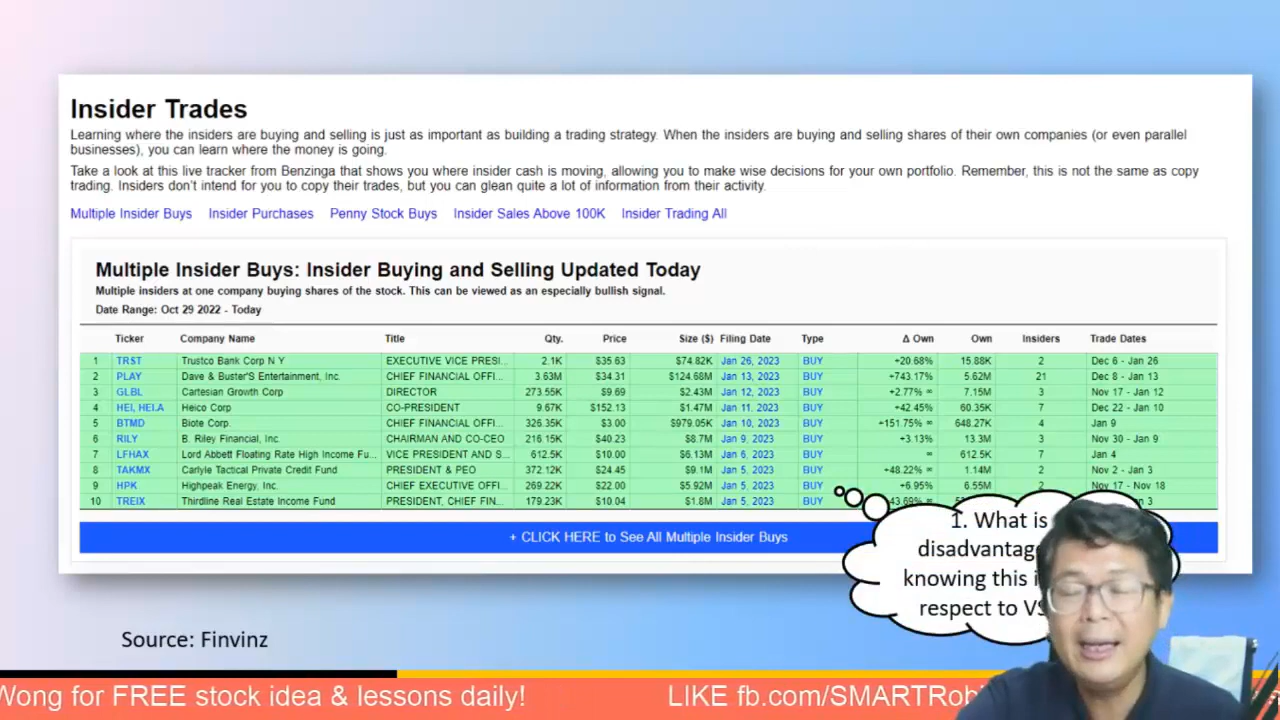 Insider Trades
Learning where the insiders are buying and selling is just as important as building a trading strategy. When the insiders are buying and selling shares of their own companies (or even parallel
businesses), you can learn where the money is going.
Take a look at this live tracker from Benzinga that shows you where insider cash is moving, allowing you to make wise decisions for your own portfolio. Remember, this is not the same as copy
trading. Insiders don't intend for you to copy their trades, but you can glean quite a lot of information from their activity.
Multiple Insider Buys Insider Purchases Penny Stock Buys Insider Sales Above 100K Insider Trading All
Multiple Insider Buys: Insider Buying and Selling Updated Today
Multiple insiders at one company buying shares of the stock. This can be viewed as an especially bullish signal.
Date Range: Oct 29 2022 - Today
Ticker Company Name Title Qty. Price Size ($) Filing Date Type Δ Own Own Insiders Trade Dates
1 TRST Trustco Bank Corp N Y EXECUTIVE VICE PRESI... 2.1K $35.63 $74.82K Jan 26, 2023 BUY +20.68% 15.88K 2 Dec 6 - Jan 26
2 PLAY Dave & Buster'S Entertainment, Inc. CHIEF FINANCIAL OFFI... 3.63M $34.31 $124.68M Jan 13, 2023 BUY +743.17% 5.62M 21 Dec 8 - Jan 13
3 GLBL Cartesian Growth Corp DIRECTOR 273.55K $9.69 $2.43M Jan 12, 2023 BUY +2.77% ∞ 7.15M 3 Nov 17 - Jan 12
4 HEI, HEI.A Heico Corp CO-PRESIDENT 9.67K $152.13 $1.47M Jan 11, 2023 BUY +42.45% 60.35K 7 Dec 22 - Jan 10
5 BTMD Biote Corp. CHIEF FINANCIAL OFFI... 326.35K $3.00 $979.05K Jan 10, 2023 BUY +151.75% ∞ 648.27K 4 Jan 9
6 RILY B. Riley Financial, Inc. CHAIRMAN AND CO-CEO 216.15K $40.23 $8.7M Jan 9, 2023 BUY +3.13% 13.3M 3 Nov 30 - Jan 9
7 LFHAX Lord Abbett Floating Rate High Income Fu... VICE PRESIDENT AND S... 612.5K $10.00 $6.13M Jan 6, 2023 BUY ∞ 612.5K 7 Jan 4
8 TAKMX Carlyle Tactical Private Credit Fund PRESIDENT & PEO 372.12K $24.45 $9.1M Jan 5, 2023 BUY +48.22% ∞ 1.14M 2 Nov 2 - Jan 3
9 HPK Highpeak Energy, Inc. CHIEF EXECUTIVE OFFI... 269.22K $22.00 $5.92M Jan 5, 2023 BUY +6.95% 6.55M 2 Nov 17 - Nov 18
10 TREIX Thirdline Real Estate Income Fund PRESIDENT, CHIEF FIN... 179.23K $10.04 $1.8M Jan 5, 2023 BUY 43.69% ∞
+ CLICK HERE to See All Multiple Insider Buys
1. What is
disadvantag
knowing this
respect to VS
Source: Finvinz
Wong for FREE stock idea & lessons daily! LIKE fb.com/SMARTRob